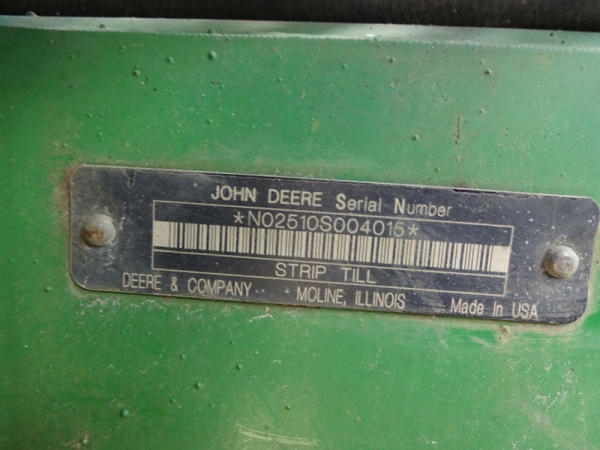 JOHN DEERE Serial Number
*N02510S004015*
STRIP TILL
DEERE & COMPANY MOLINE, ILLINOIS Made In USA